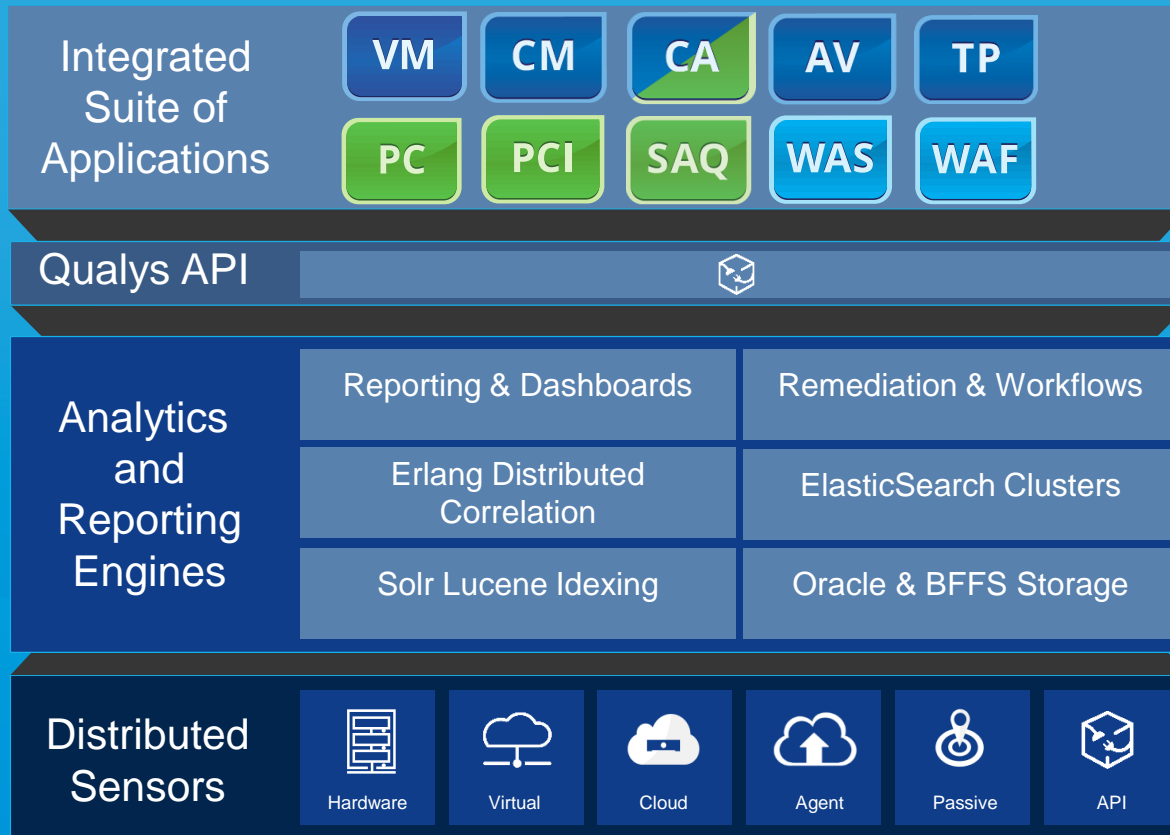 Integrated
Suite of
Applications
VM CM CA AV TP
PC PCI SAQ WAS WAF
Qualys API
Analytics
and
Reporting
Engines
Reporting & Dashboards
Remediation & Workflows
Erlang Distributed
Correlation
ElasticSearch Clusters
Solr Lucene Idexing
Oracle & BFFS Storage
Distributed
Sensors
Hardware Virtual Cloud Agent Passive API